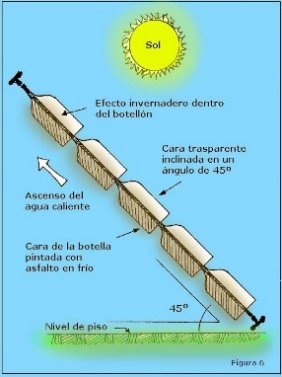 Sol
Efecto invernadero dentro
del botellón
Cara trasparente
inclinada en un
ángulo de 45º
Ascenso del
agua caliente
Cara de la botella
pintada con
asfalto en frío
45º
Nivel de piso
Figura 6